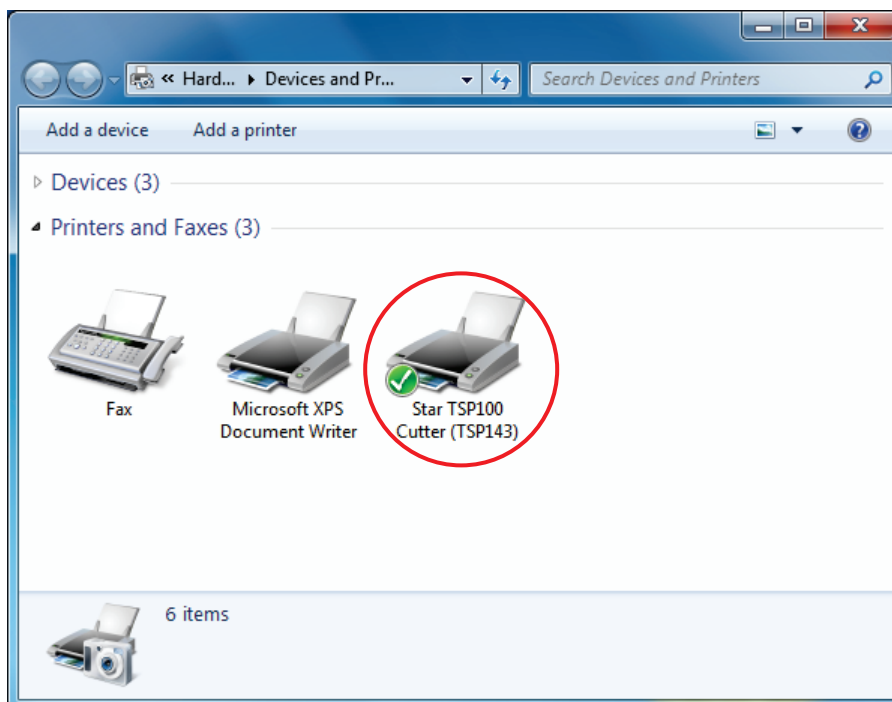 « Hard... ▸ Devices and Pr...
Search Devices and Printers
Add a device
Add a printer
Devices (3)
Printers and Faxes (3)
Fax
Microsoft XPS
Document Writer
Star TSP100
Cutter (TSP143)
6 items